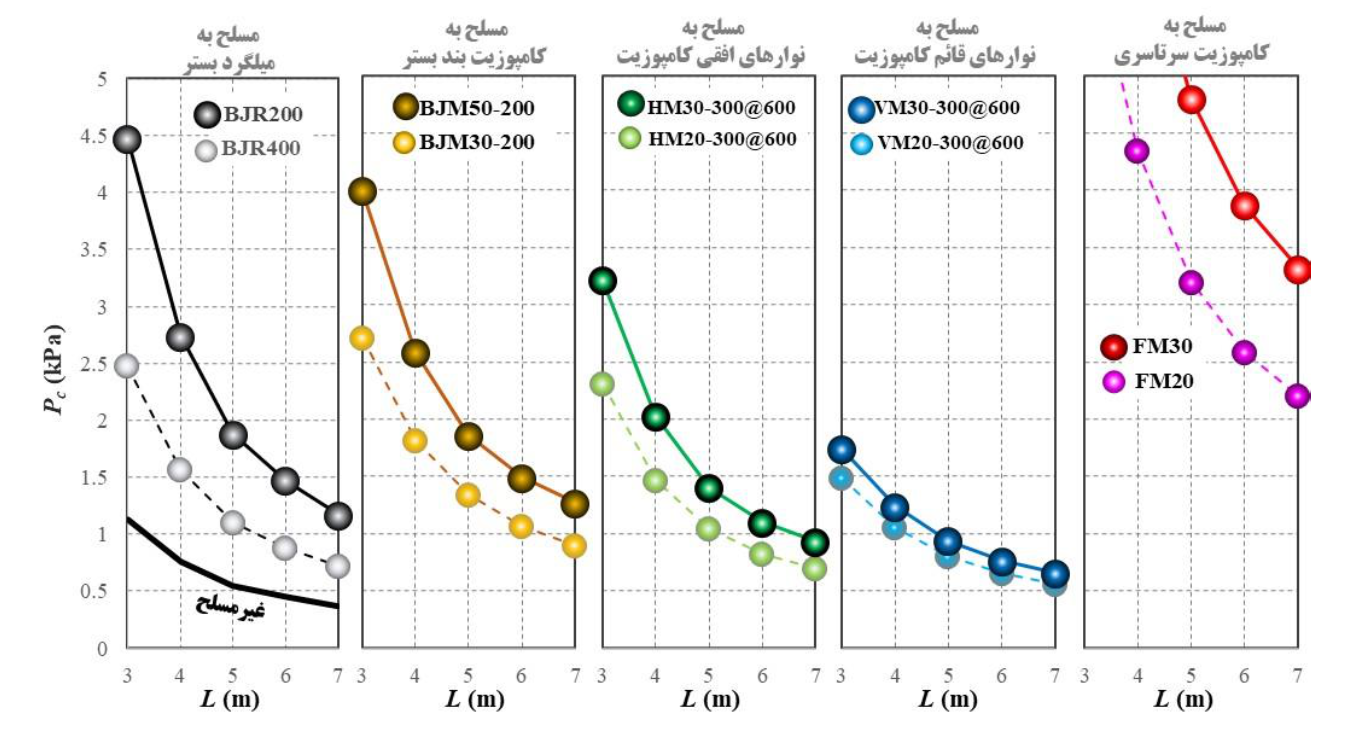 مسلح به
میلگرد بستر
مسلح به
کامپوزیت بند بستر
مسلح به
نوارهای افقی کامپوزیت
مسلح به
نوارهای قائم کامپوزیت
مسلح به
کامپوزیت سرتاسری
P_c (kPa)
5
4.5
4
3.5
3
2.5
2
1.5
1
0.5
0
BJR200
BJR400
غیرمسلح
3 4 5 6 7
L (m)
BJM50-200
BJM30-200
3 4 5 6 7
L (m)
HM30-300@600
HM20-300@600
3 4 5 6 7
L (m)
VM30-300@600
VM20-300@600
3 4 5 6 7
L (m)
FM30
FM20
3 4 5 6 7
L (m)